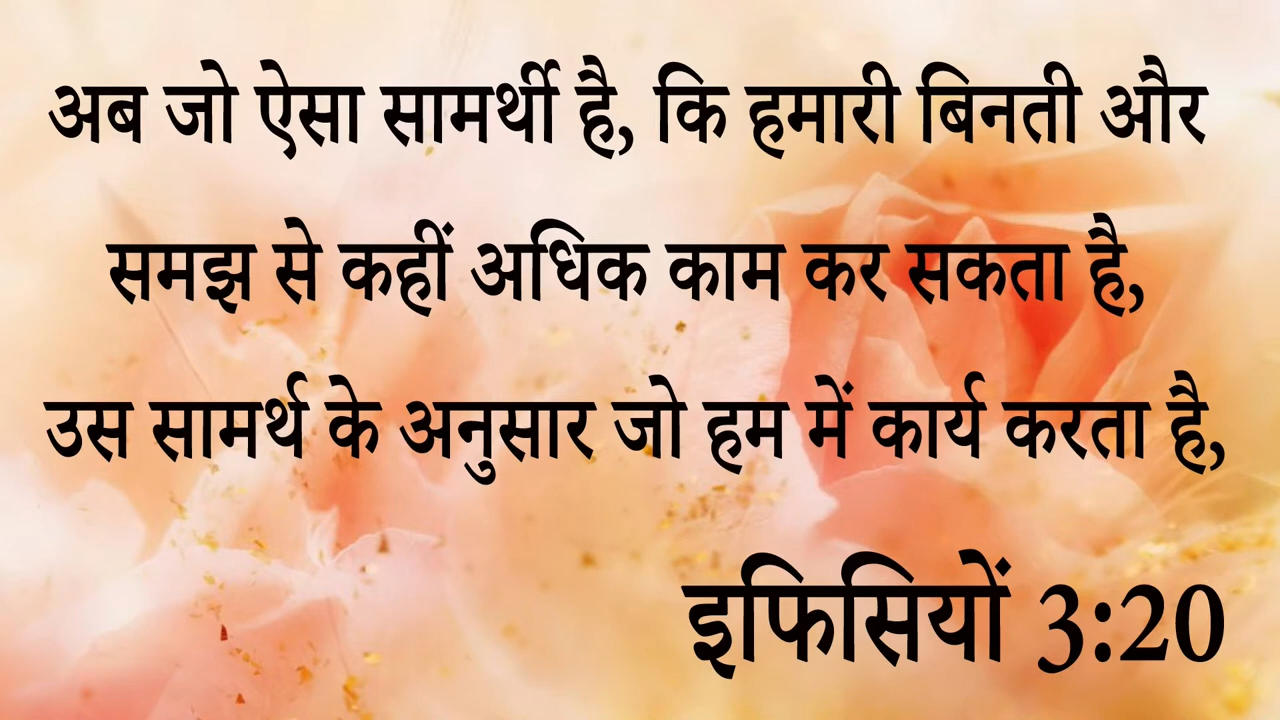 अब जो ऐसा सामर्थी है, कि हमारी बिनती और
समझ से कहीं अधिक काम कर सकता है,
उस सामर्थ के अनुसार जो हम में कार्य करता है,
इफिसियों 3:20